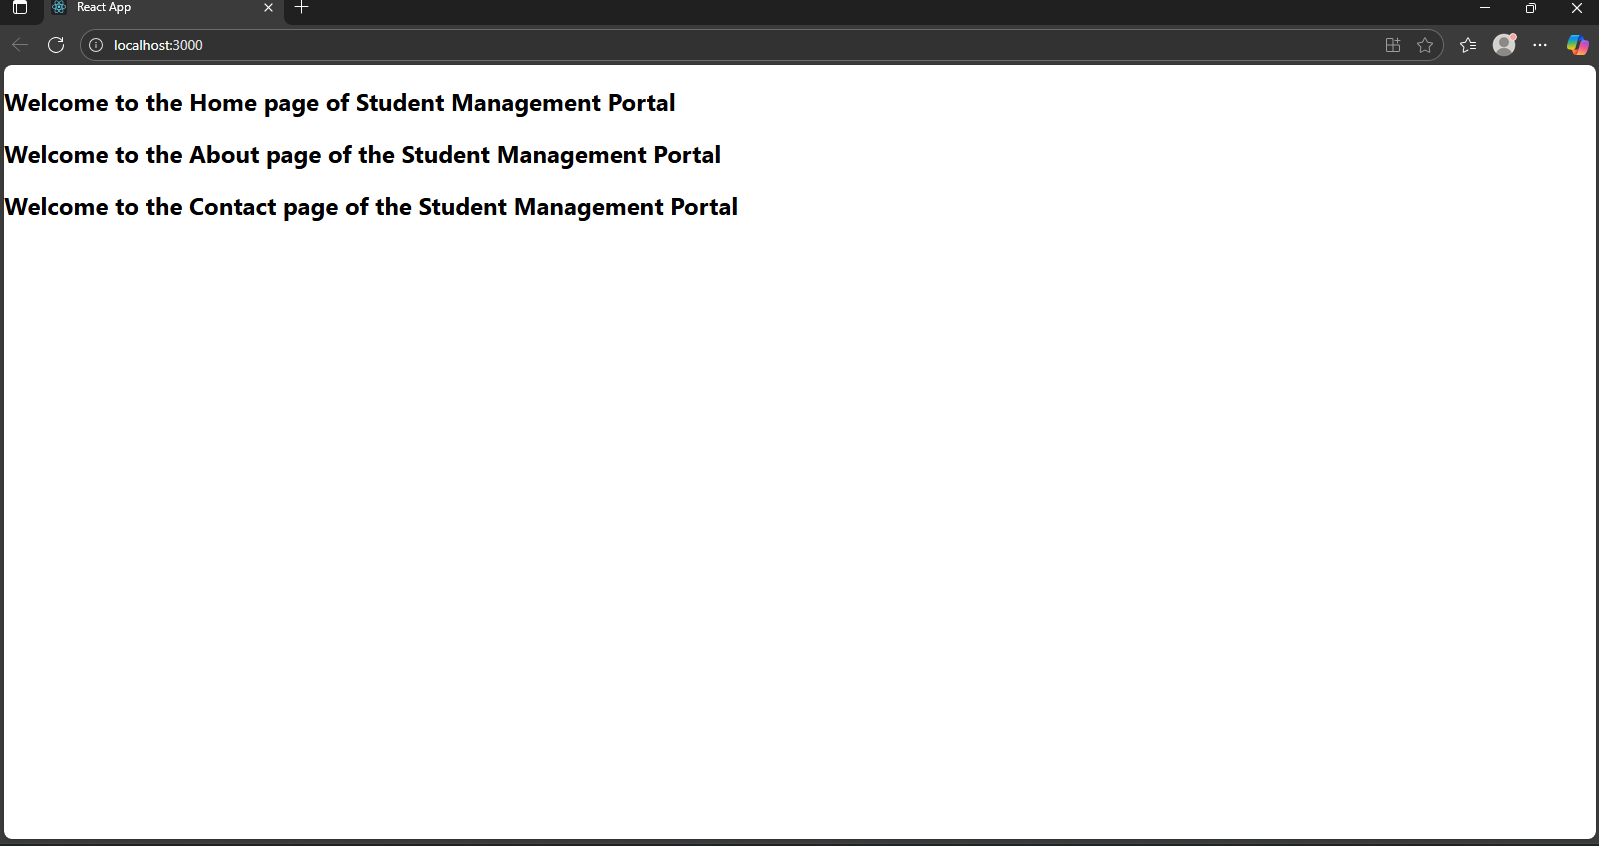 React App
localhost:3000
Welcome to the Home page of Student Management Portal
Welcome to the About page of the Student Management Portal
Welcome to the Contact page of the Student Management Portal